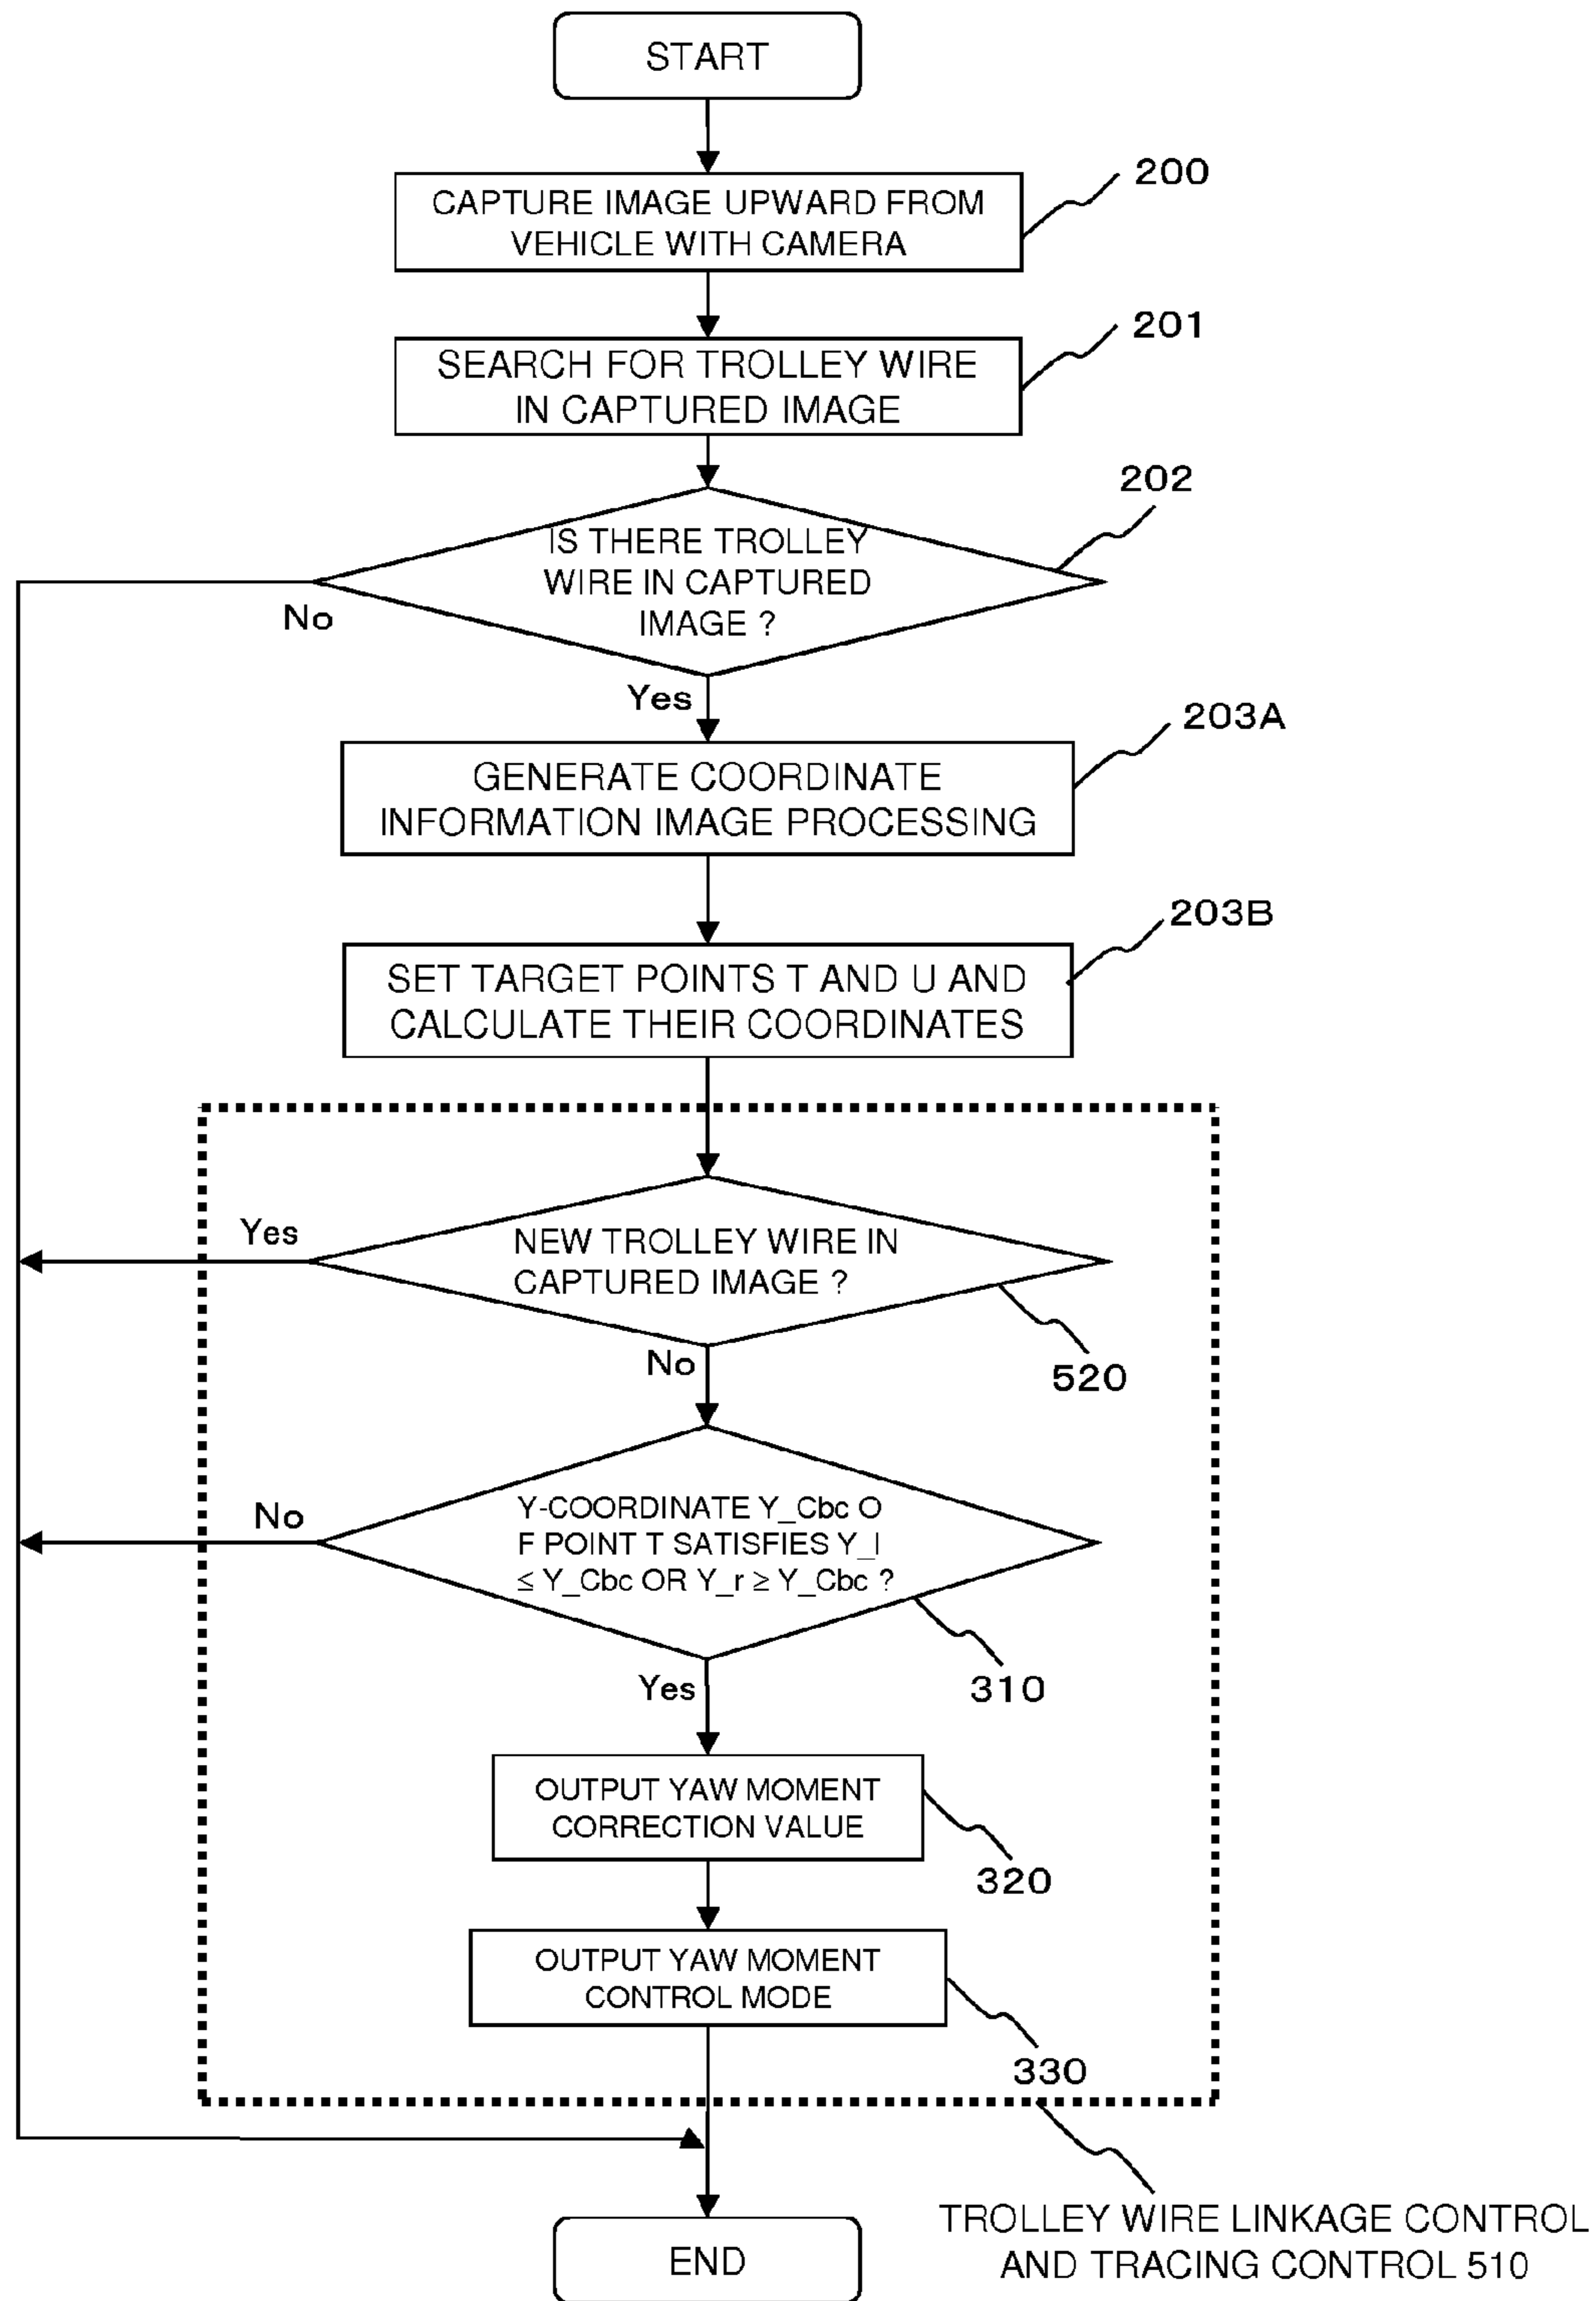 START
200
CAPTURE IMAGE UPWARD FROM
VEHICLE WITH CAMERA
201
SEARCH FOR TROLLEY WIRE
IN CAPTURED IMAGE
202
IS THERE TROLLEY
WIRE IN CAPTURED
IMAGE ?
No
Yes
203A
GENERATE COORDINATE
INFORMATION IMAGE PROCESSING
203B
SET TARGET POINTS T AND U AND
CALCULATE THEIR COORDINATES
Yes
NEW TROLLEY WIRE IN
CAPTURED IMAGE ?
No
520
No
Y-COORDINATE Y_Cbc O
F POINT T SATISFIES Y_l
≤ Y_Cbc OR Y_r ≥ Y_Cbc ?
Yes
310
OUTPUT YAW MOMENT
CORRECTION VALUE
320
OUTPUT YAW MOMENT
CONTROL MODE
330
TROLLEY WIRE LINKAGE CONTROL
AND TRACING CONTROL 510
END